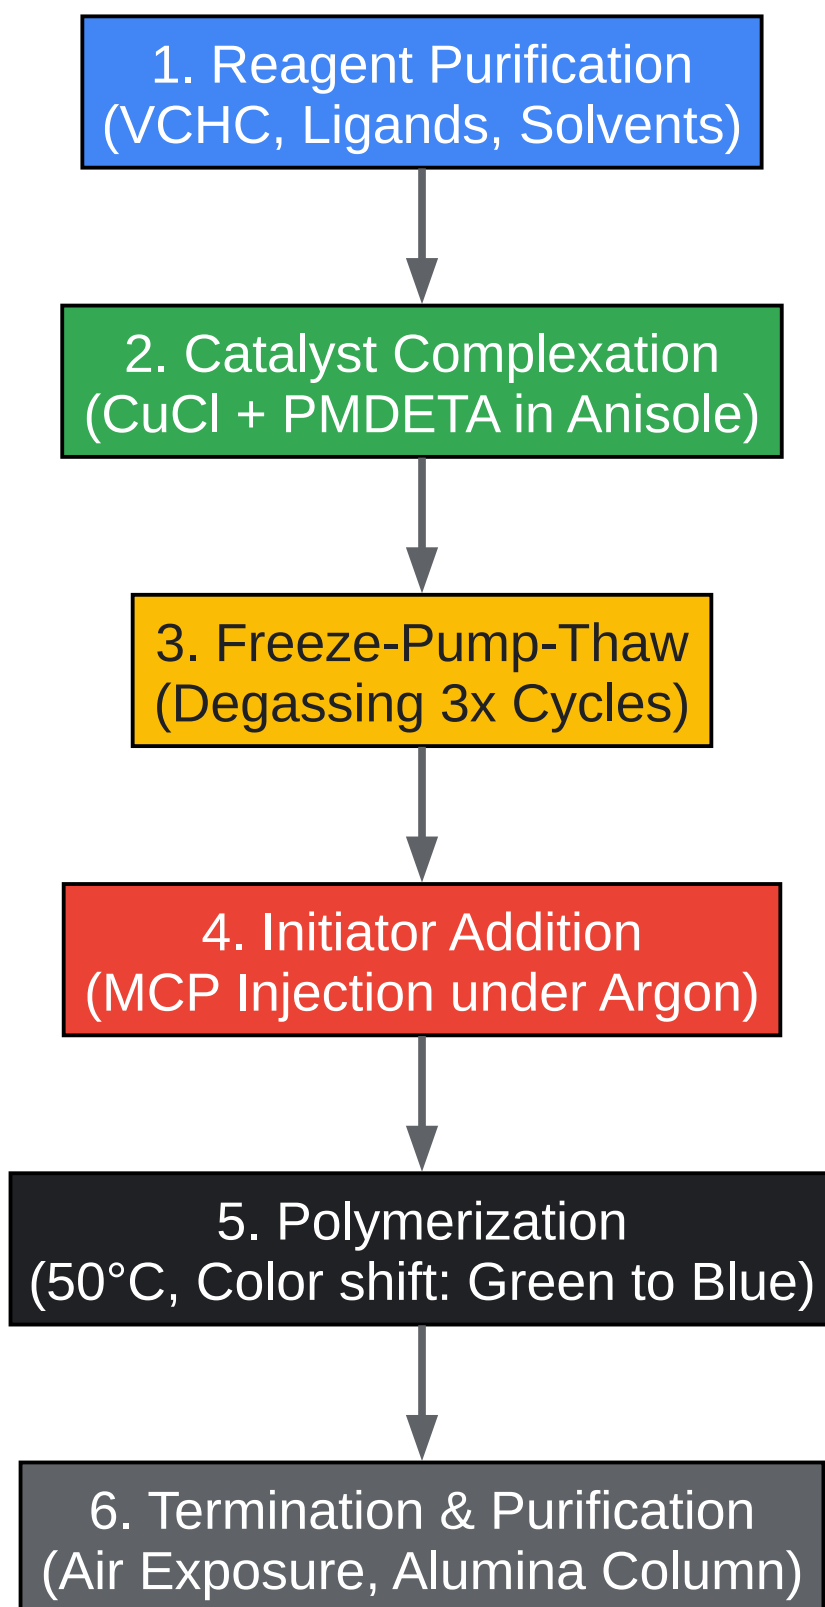 1. Reagent Purification
(VCHC, Ligands, Solvents)
2. Catalyst Complexation
(CuCl + PMDETA in Anisole)
3. Freeze-Pump-Thaw
(Degassing 3x Cycles)
4. Initiator Addition
(MCP Injection under Argon)
5. Polymerization
(50°C, Color shift: Green to Blue)
6. Termination & Purification
(Air Exposure, Alumina Column)